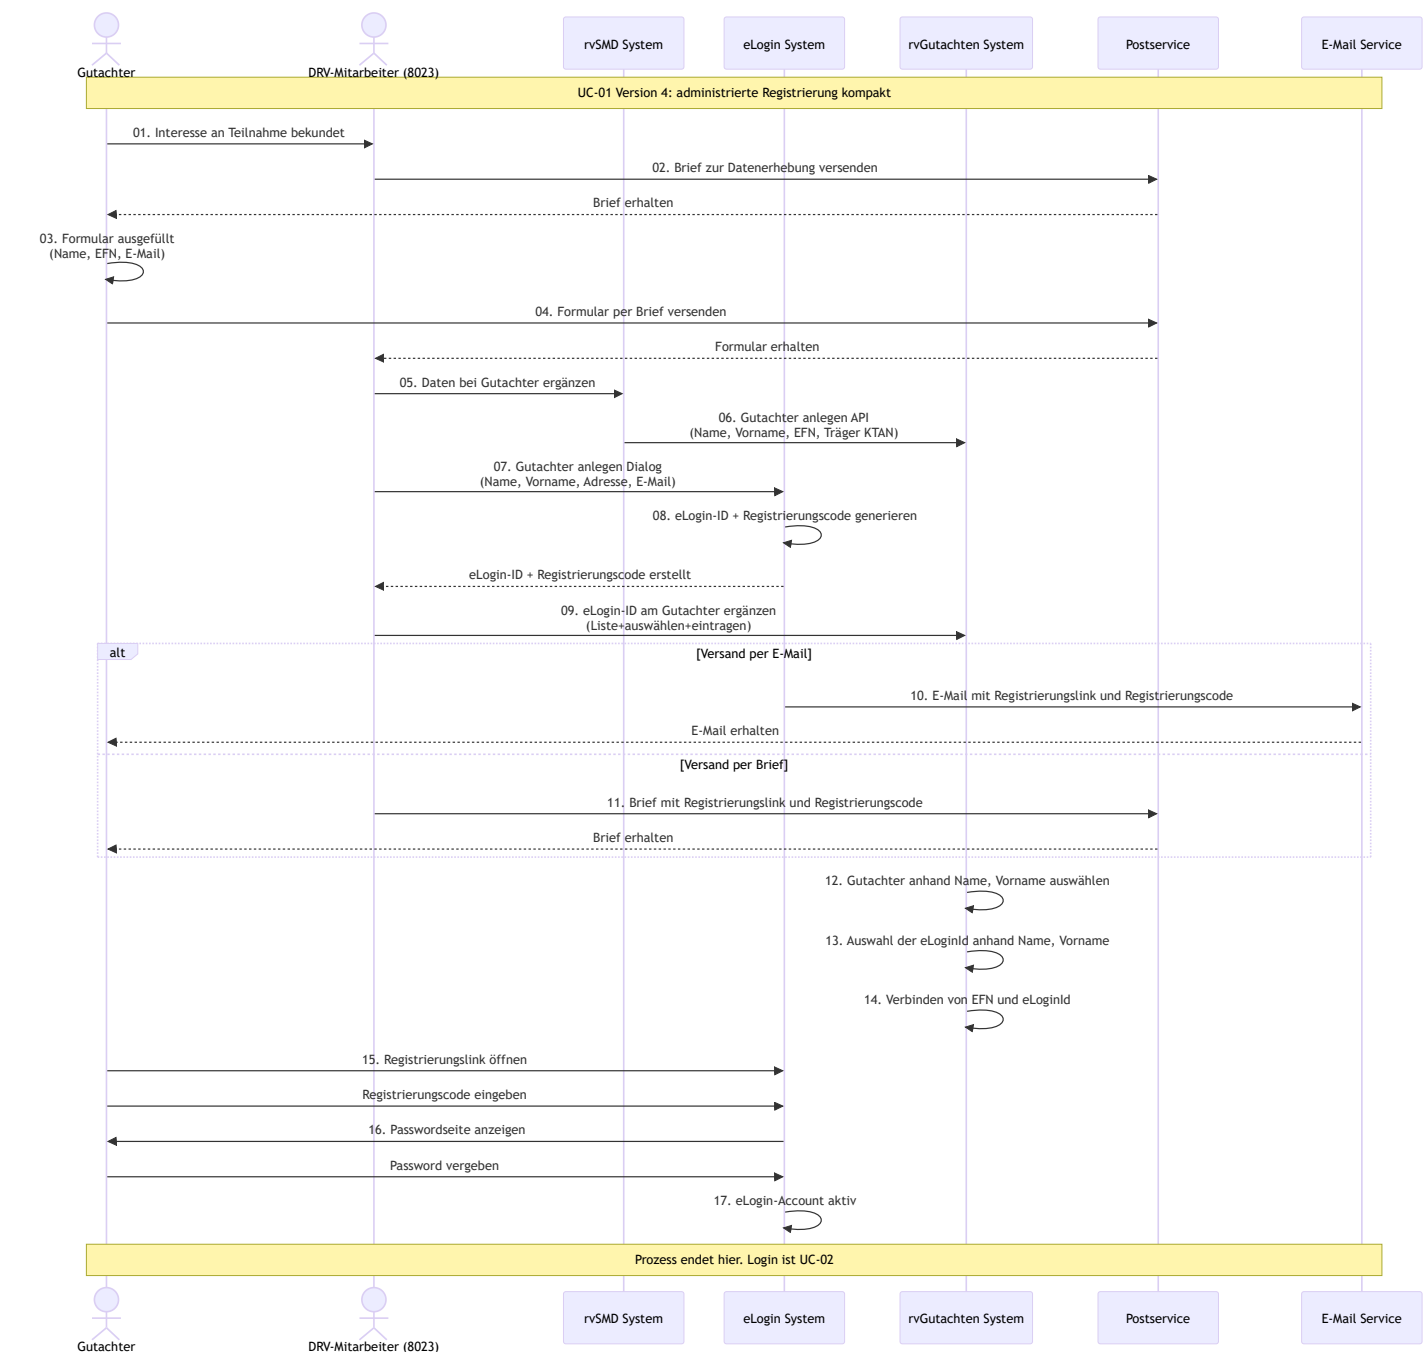 rvSMD System
eLogin System
rvGutachten System
Postservice
E-Mail Service
Gutachter
DRV-Mitarbeiter (8023)
UC-01 Version 4: administrierte Registrierung kompakt
01. Interesse an Teilnahme bekundet
02. Brief zur Datenerhebung versenden
Brief erhalten
03. Formular ausgefüllt
(Name, EFN, E-Mail)
04. Formular per Brief versenden
Formular erhalten
05. Daten bei Gutachter ergänzen
06. Gutachter anlegen API
(Name, Vorname, EFN, Träger KTAN)
07. Gutachter anlegen Dialog
(Name, Vorname, Adresse, E-Mail)
08. eLogin-ID + Registrierungscode generieren
eLogin-ID + Registrierungscode erstellt
09. eLogin-ID am Gutachter ergänzen
(Liste+auswählen+eintragen)
alt
[Versand per E-Mail]
10. E-Mail mit Registrierungslink und Registrierungscode
E-Mail erhalten
[Versand per Brief]
11. Brief mit Registrierungslink und Registrierungscode
Brief erhalten
12. Gutachter anhand Name, Vorname auswählen
13. Auswahl der eLoginId anhand Name, Vorname
14. Verbinden von EFN und eLoginId
15. Registrierungslink öffnen
Registrierungscode eingeben
16. Passwordseite anzeigen
Password vergeben
17. eLogin-Account aktiv
Prozess endet hier. Login ist UC-02
rvSMD System
eLogin System
rvGutachten System
Postservice
E-Mail Service
Gutachter
DRV-Mitarbeiter (8023)